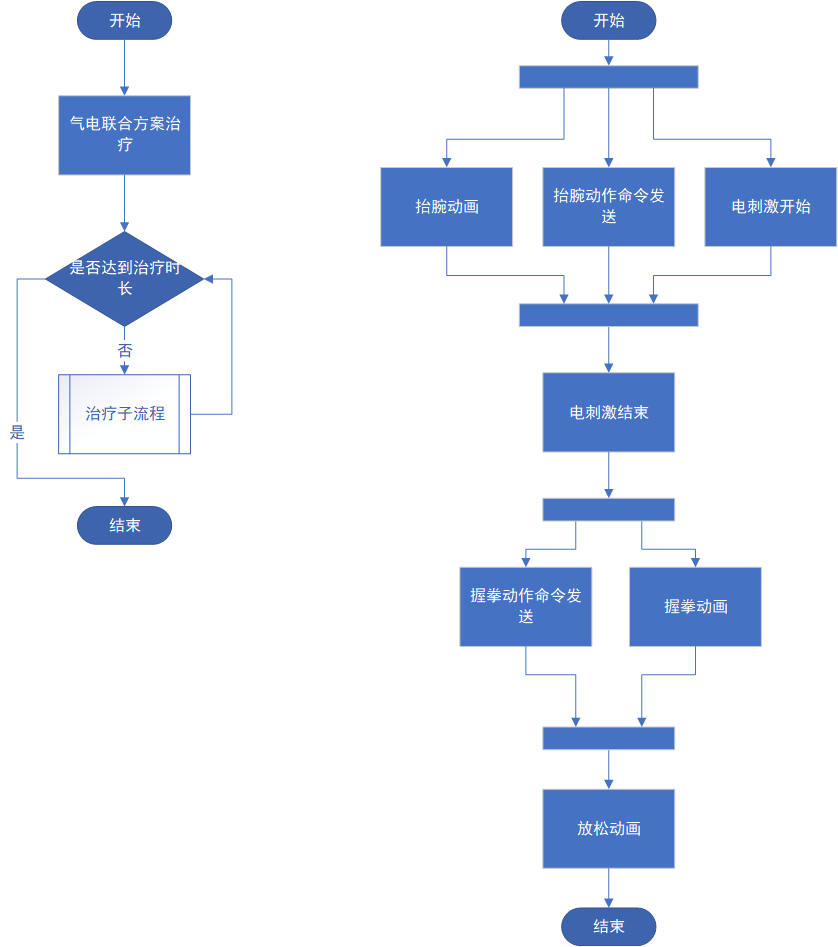 开始
气电联合方案治
疗
是否达到治疗时
长
否
治疗子流程
是
结束
开始
抬腕动画
抬腕动作命令发
送
电刺激开始
电刺激结束
握拳动作命令发
送
握拳动画
放松动画
结束